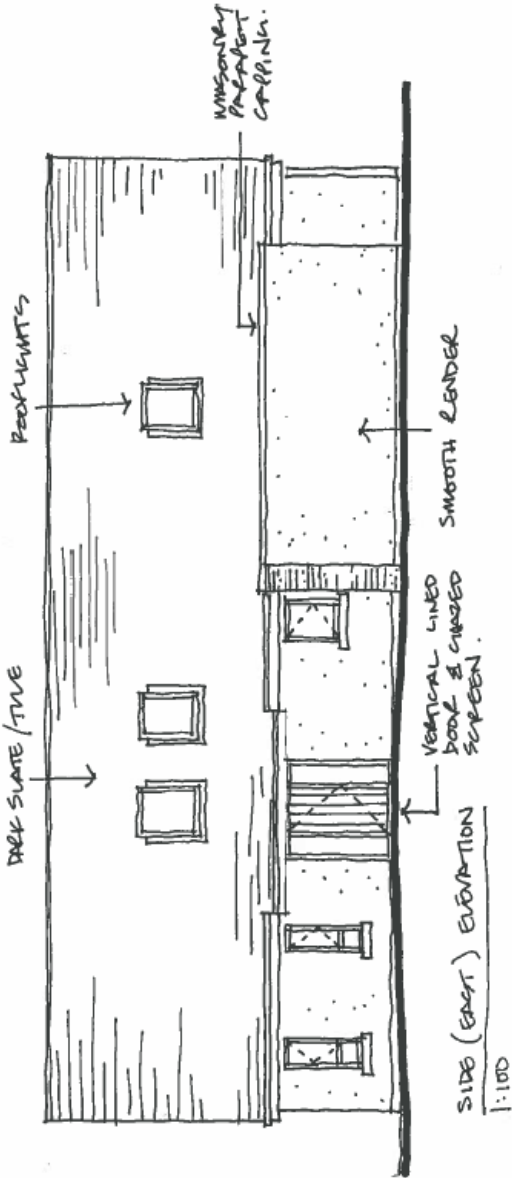 DARK SLATE / TILE
ROOFLIGHTS
MASONRY
PARAPET
CAPPING.
VERTICAL LINED
DOOR & GLAZED
SCREEN.
SMOOTH RENDER
SIDE (EAST) ELEVATION
1:100